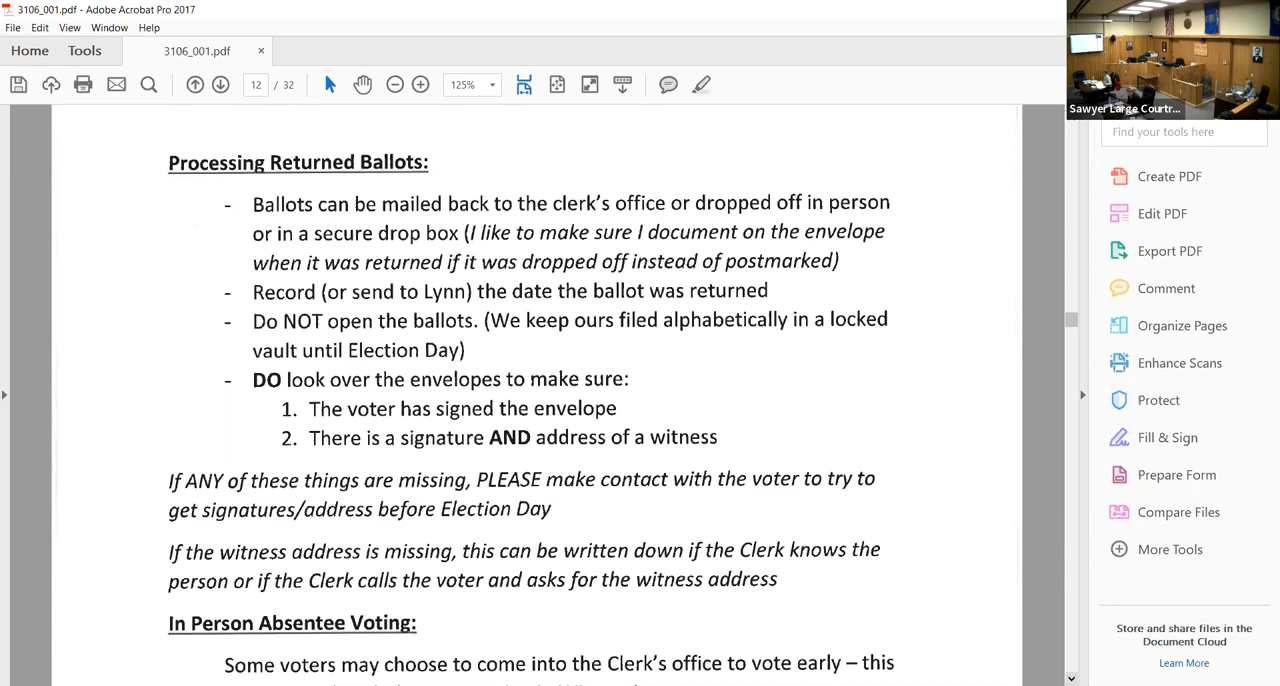 3106_001.pdf - Adobe Acrobat Pro 2017
File Edit View Window Help
Home Tools 3106_001.pdf ×
12 / 32 125%
Sawyer Large Courtr...
Processing Returned Ballots:
- Ballots can be mailed back to the clerk's office or dropped off in person
or in a secure drop box (I like to make sure I document on the envelope
when it was returned if it was dropped off instead of postmarked)
- Record (or send to Lynn) the date the ballot was returned
- Do NOT open the ballots. (We keep ours filed alphabetically in a locked
vault until Election Day)
- DO look over the envelopes to make sure:
1. The voter has signed the envelope
2. There is a signature AND address of a witness
If ANY of these things are missing, PLEASE make contact with the voter to try to
get signatures/address before Election Day
If the witness address is missing, this can be written down if the Clerk knows the
person or if the Clerk calls the voter and asks for the witness address
In Person Absentee Voting:
Some voters may choose to come into the Clerk's office to vote early – this
Find your tools here
Create PDF
Edit PDF
Export PDF
Comment
Organize Pages
Enhance Scans
Protect
Fill & Sign
Prepare Form
Compare Files
More Tools
Store and share files in the
Document Cloud
Learn More